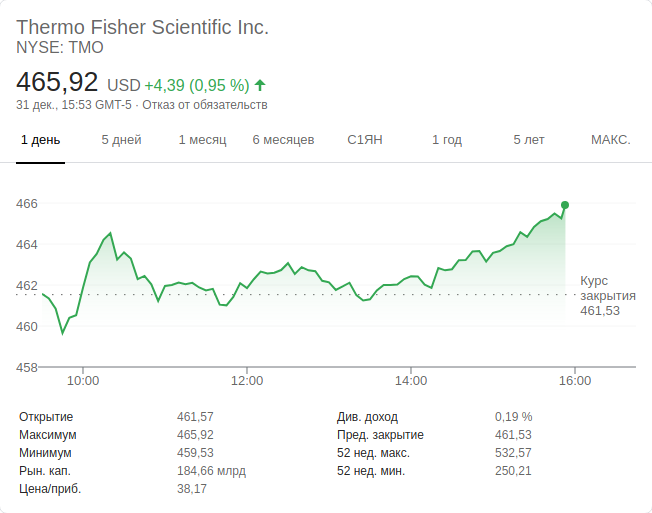 Thermo Fisher Scientific Inc.
NYSE: TMO
465,92 USD +4,39 (0,95 %)
31 дек., 15:53 GMT-5 · Отказ от обязательств
1 день 5 дней 1 месяц 6 месяцев С1ЯН 1 год 5 лет МАКС.
466
464
462
460
458
Курс
закрытия
461,53
10:00 12:00 14:00 16:00
Открытие 461,57 Див. доход 0,19 %
Максимум 465,92 Пред. закрытие 461,53
Минимум 459,53 52 нед. макс. 532,57
Рын. кап. 184,66 млрд 52 нед. мин. 250,21
Цена/приб. 38,17